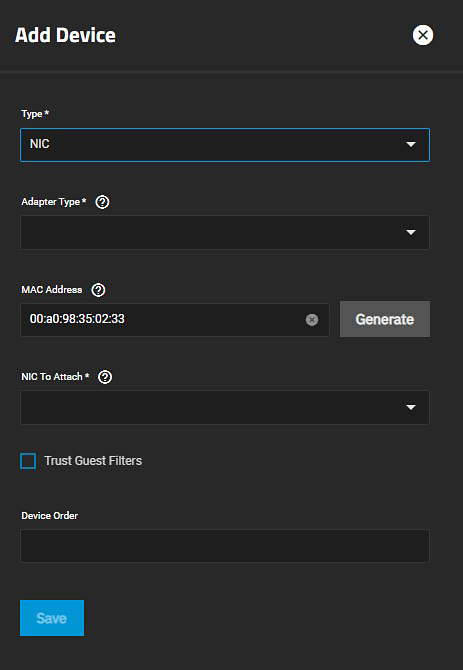 Add Device
Type *
NIC
Adapter Type *
MAC Address
00:a0:98:35:02:33
Generate
NIC To Attach *
Trust Guest Filters
Device Order
Save